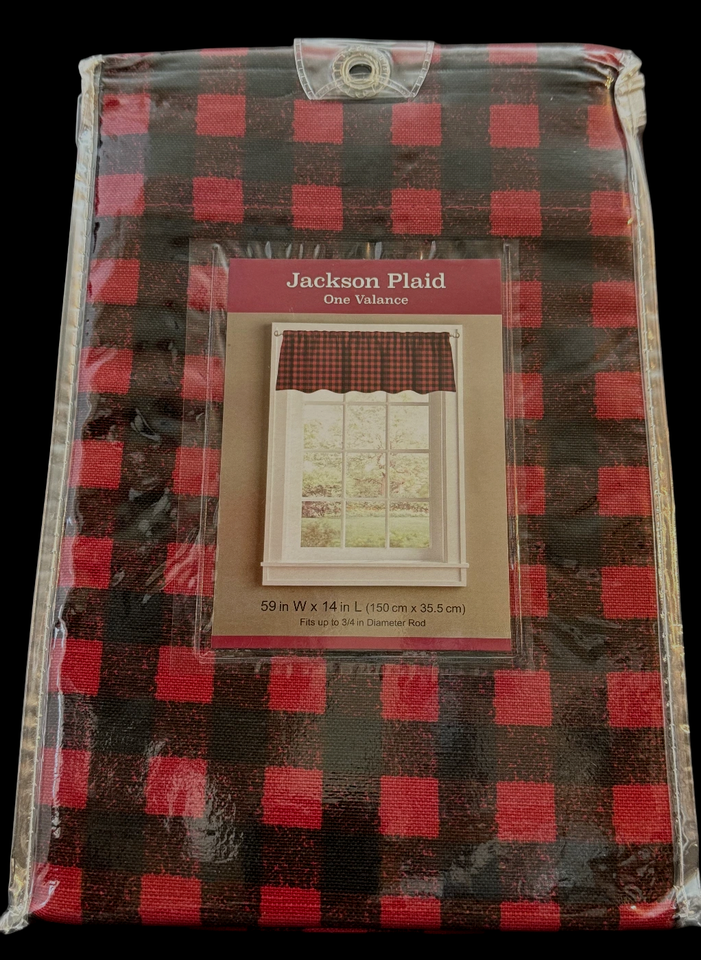 Jackson Plaid
One Valance
59 in W x 14 in L (150 cm x 35.5 cm)
Fits up to 3/4 in Diameter Rod